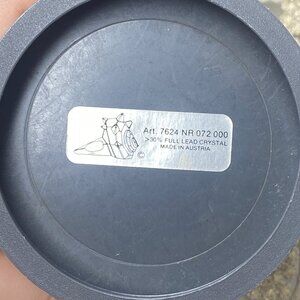 Art. 7624 NR 072 000
>30% FULL LEAD CRYSTAL
MADE IN AUSTRIA
©